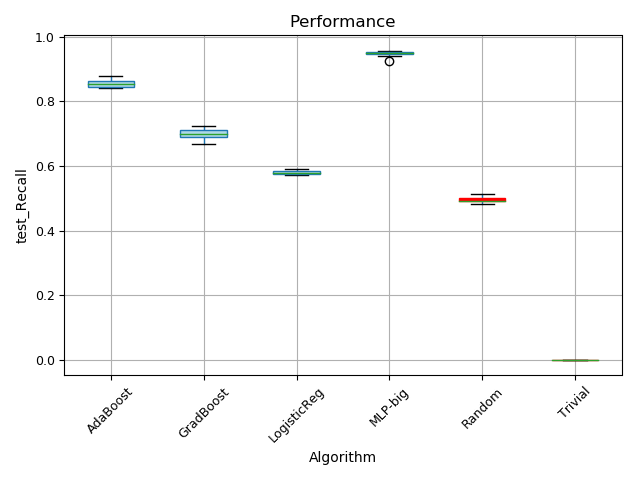 Performance
1.0
0.8
0.6
0.4
0.2
0.0
test_Recall
AdaBoost
GradBoost
LogisticReg
MLP-big
Random
Trivial
Algorithm